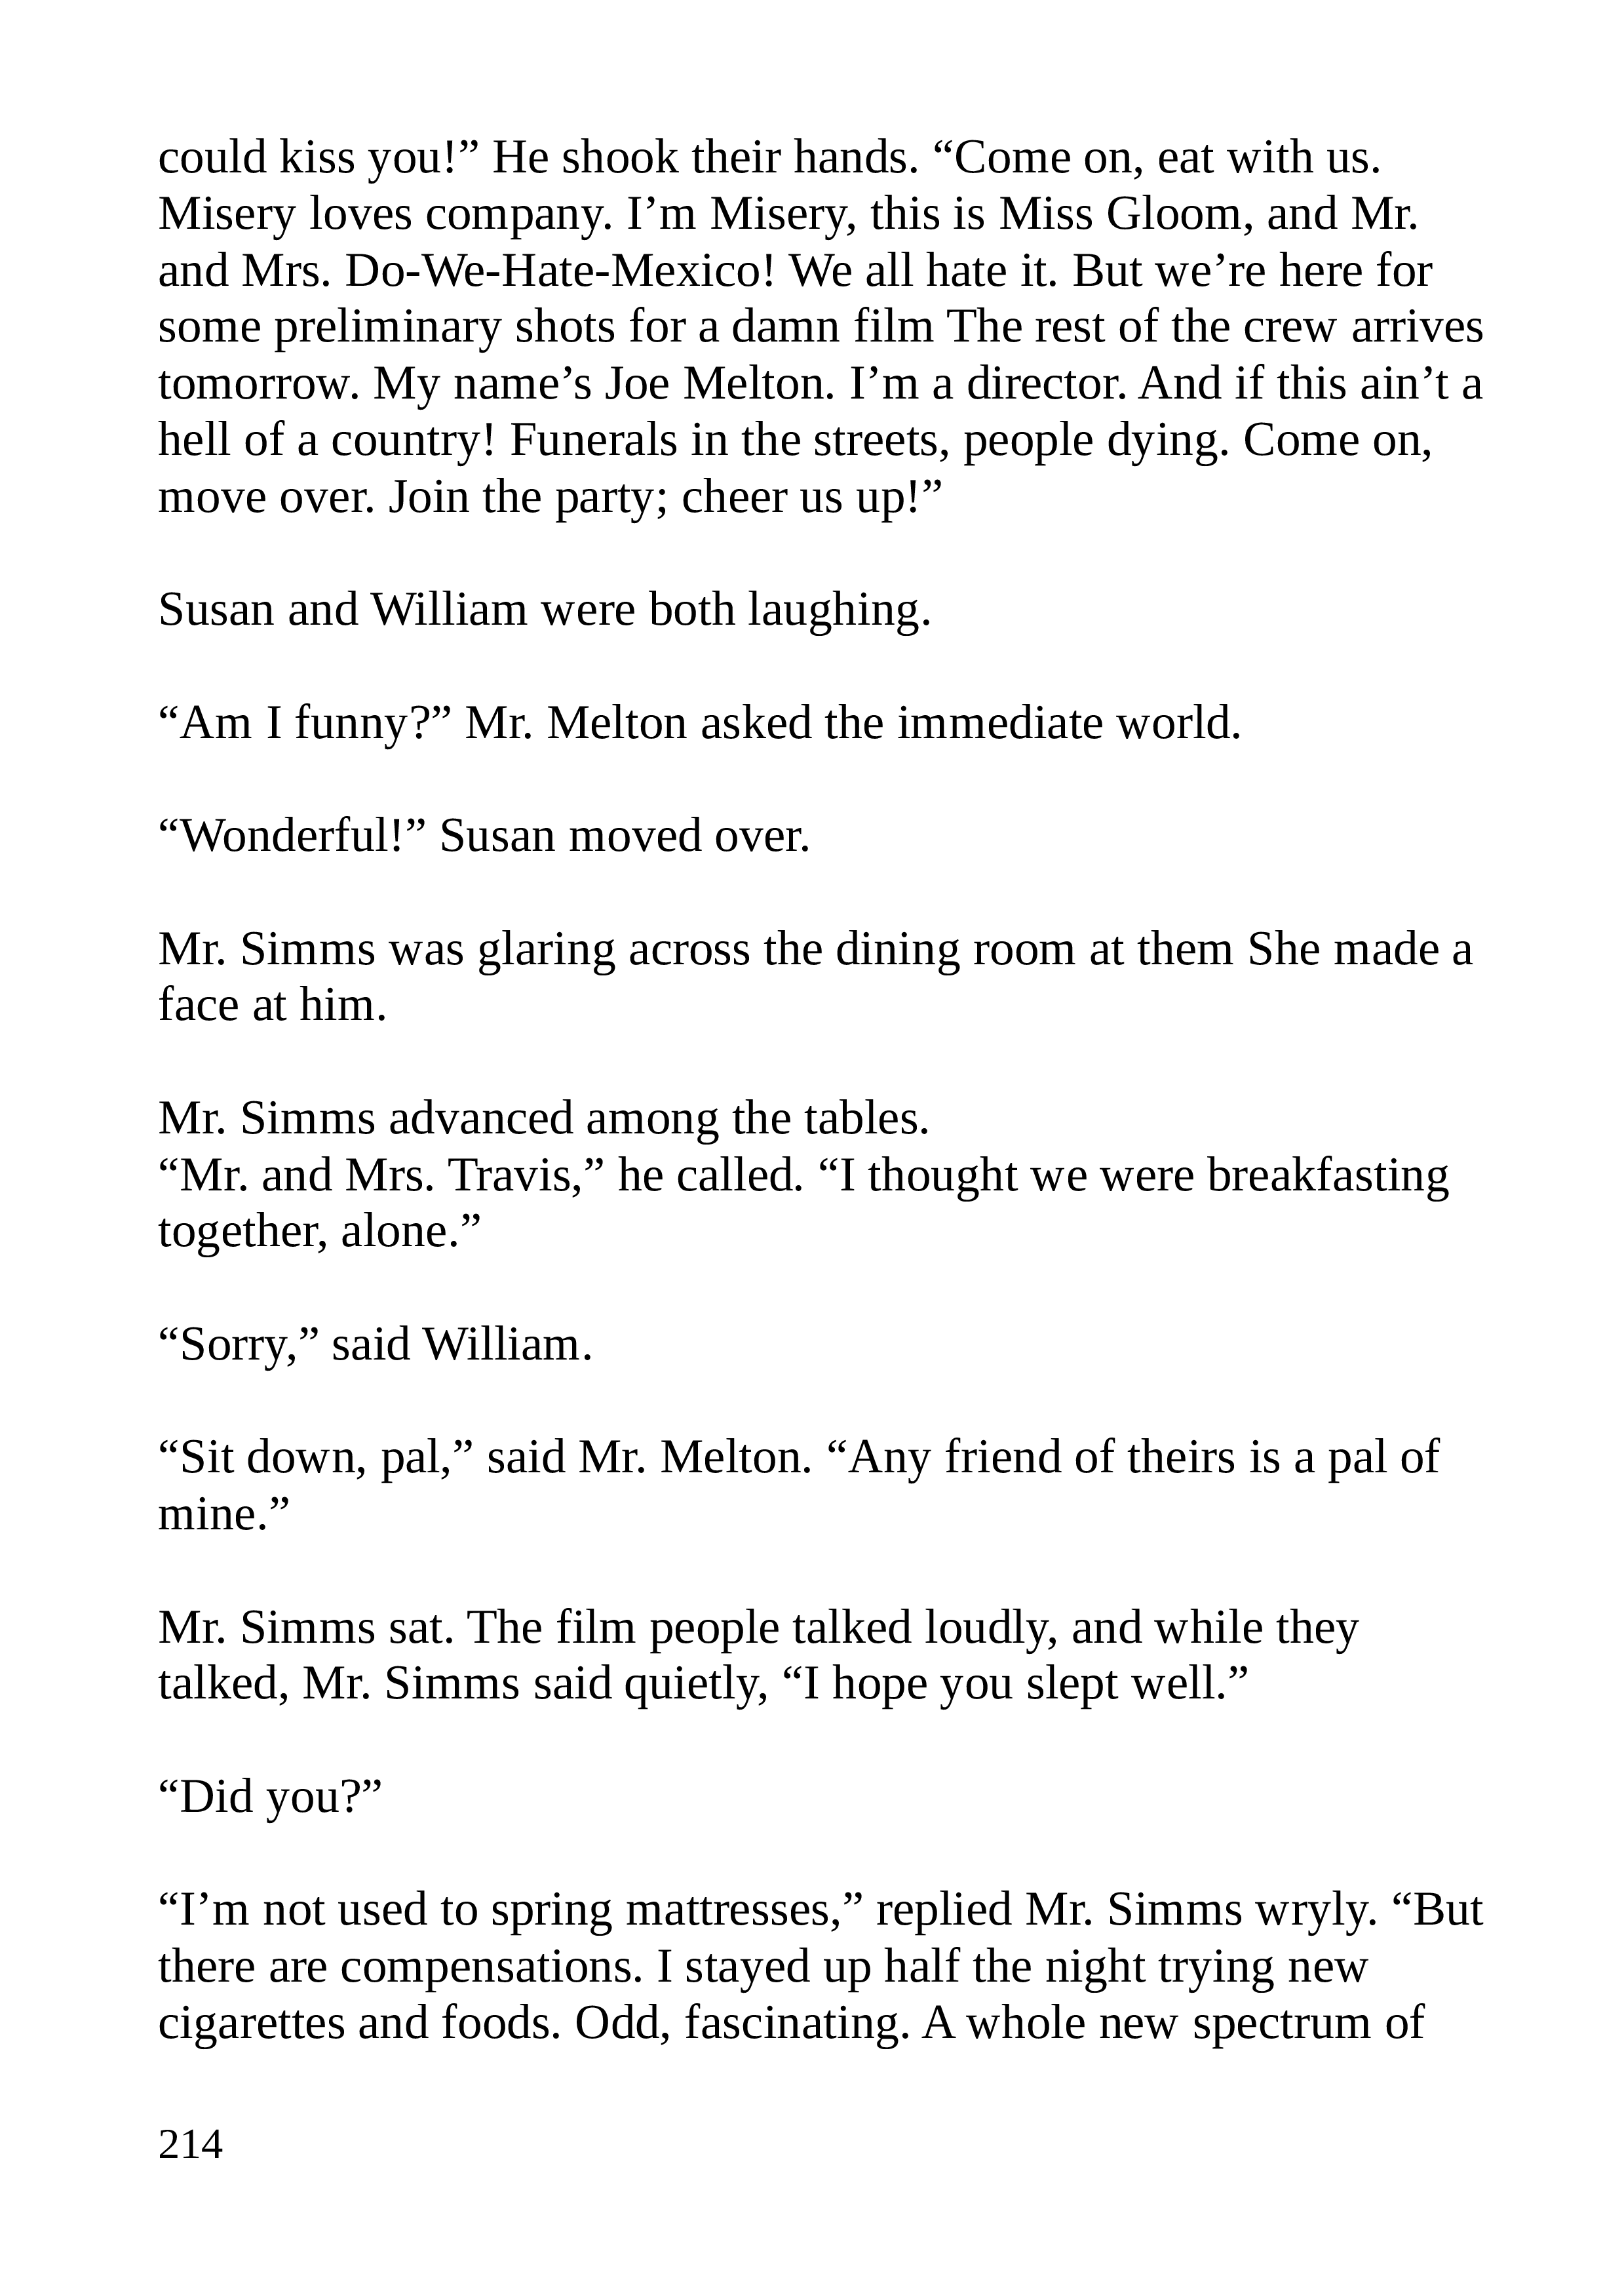 could kiss you!” He shook their hands. “Come on, eat with us.
Misery loves company. I’m Misery, this is Miss Gloom, and Mr.
and Mrs. Do-We-Hate-Mexico! We all hate it. But we’re here for
some preliminary shots for a damn film The rest of the crew arrives
tomorrow. My name’s Joe Melton. I’m a director. And if this ain’t a
hell of a country! Funerals in the streets, people dying. Come on,
move over. Join the party; cheer us up!”
Susan and William were both laughing.
“Am I funny?” Mr. Melton asked the immediate world.
“Wonderful!” Susan moved over.
Mr. Simms was glaring across the dining room at them She made a
face at him.
Mr. Simms advanced among the tables.
“Mr. and Mrs. Travis,” he called. “I thought we were breakfasting
together, alone.”
“Sorry,” said William.
“Sit down, pal,” said Mr. Melton. “Any friend of theirs is a pal of
mine.”
Mr. Simms sat. The film people talked loudly, and while they
talked, Mr. Simms said quietly, “I hope you slept well.”
“Did you?”
“I’m not used to spring mattresses,” replied Mr. Simms wryly. “But
there are compensations. I stayed up half the night trying new
cigarettes and foods. Odd, fascinating. A whole new spectrum of
214